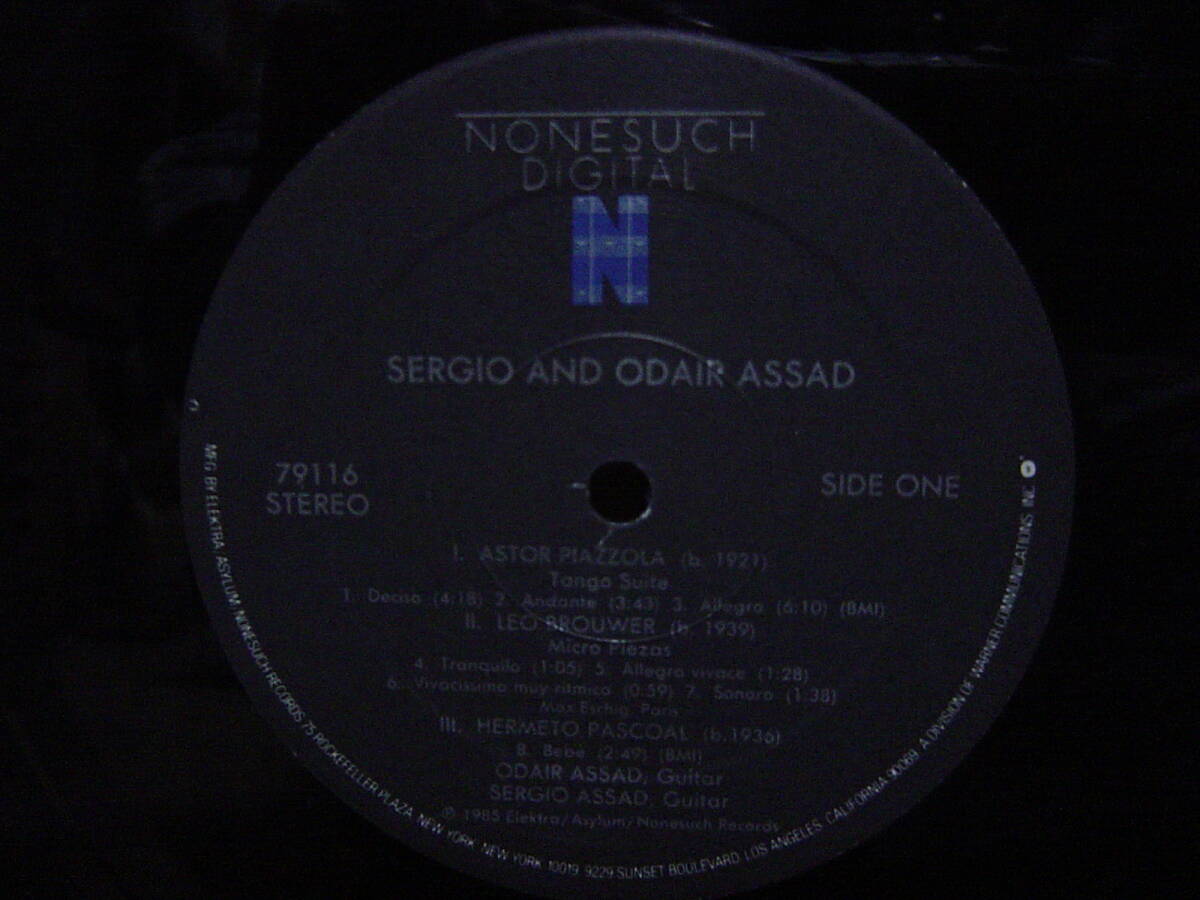 NONESUCH
DIGITAL
N
SERGIO AND ODAIR ASSAD
79116
STEREO
SIDE ONE
I. ASTOR PIAZZOLA (b. 1921)
Tango Suite
1. Deciso (4:18) 2. Andante (3:43) 3. Allegro (6:10) (BMI)
II. LEO BROUWER (b. 1939)
Micro Piezas
4. Tranquilo (1:05) 5. Allegro vivace (1:28)
6. Vivacissimo muy ritmico (0:59) 7. Sonoro (1:38)
Max Eschig, Paris
III. HERMETO PASCOAL (b.1936)
8. Bebê (2:49) (BMI)
ODAIR ASSAD, Guitar
SERGIO ASSAD, Guitar
℗ 1985 Elektra/Asylum/Nonesuch Records
MFG. BY ELEKTRA/ASYLUM/NONESUCH RECORDS 75 ROCKEFELLER PLAZA, NEW YORK, NEW YORK 10019 9229 SUNSET BOULEVARD, LOS ANGELES, CALIFORNIA 90069 A DIVISION OF WARNER COMMUNICATIONS INC.